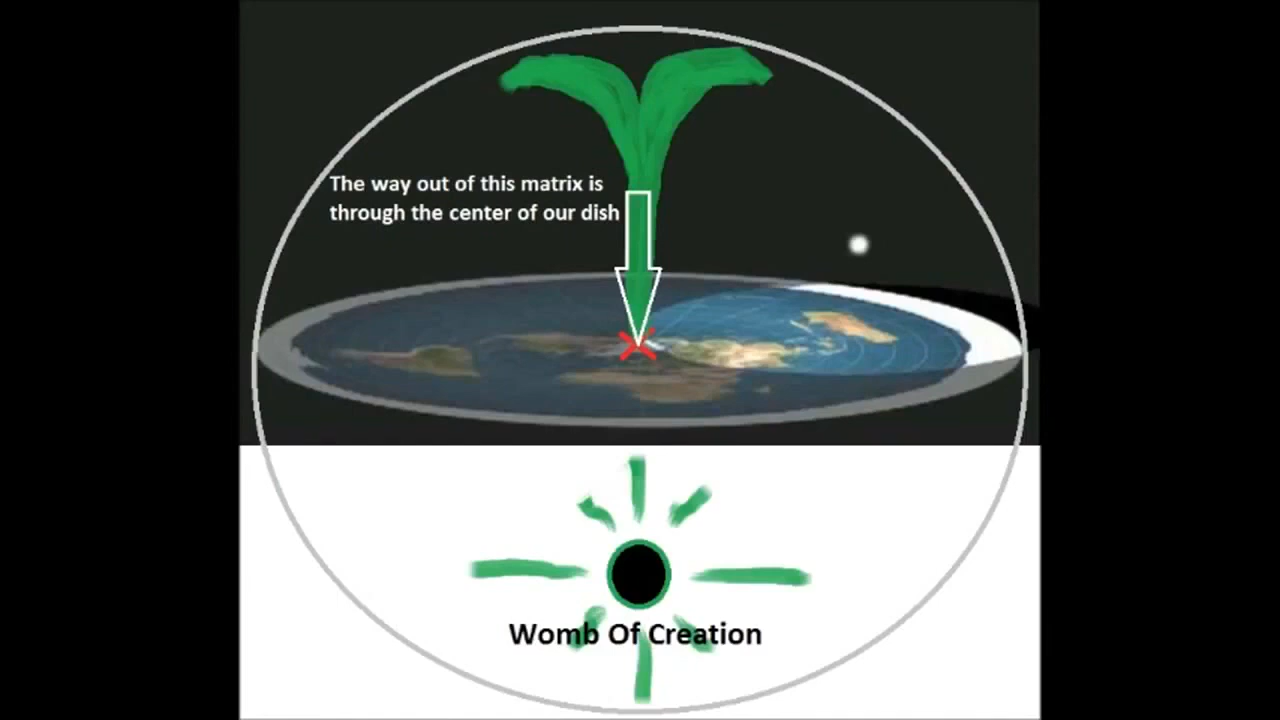 The way out of this matrix is
through the center of our dish
Womb Of Creation